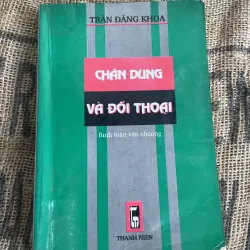 TRẦN ĐĂNG KHOA
CHÂN DUNG
VÀ ĐỐI THOẠI
Bình luận văn chương
THANH NIÊN